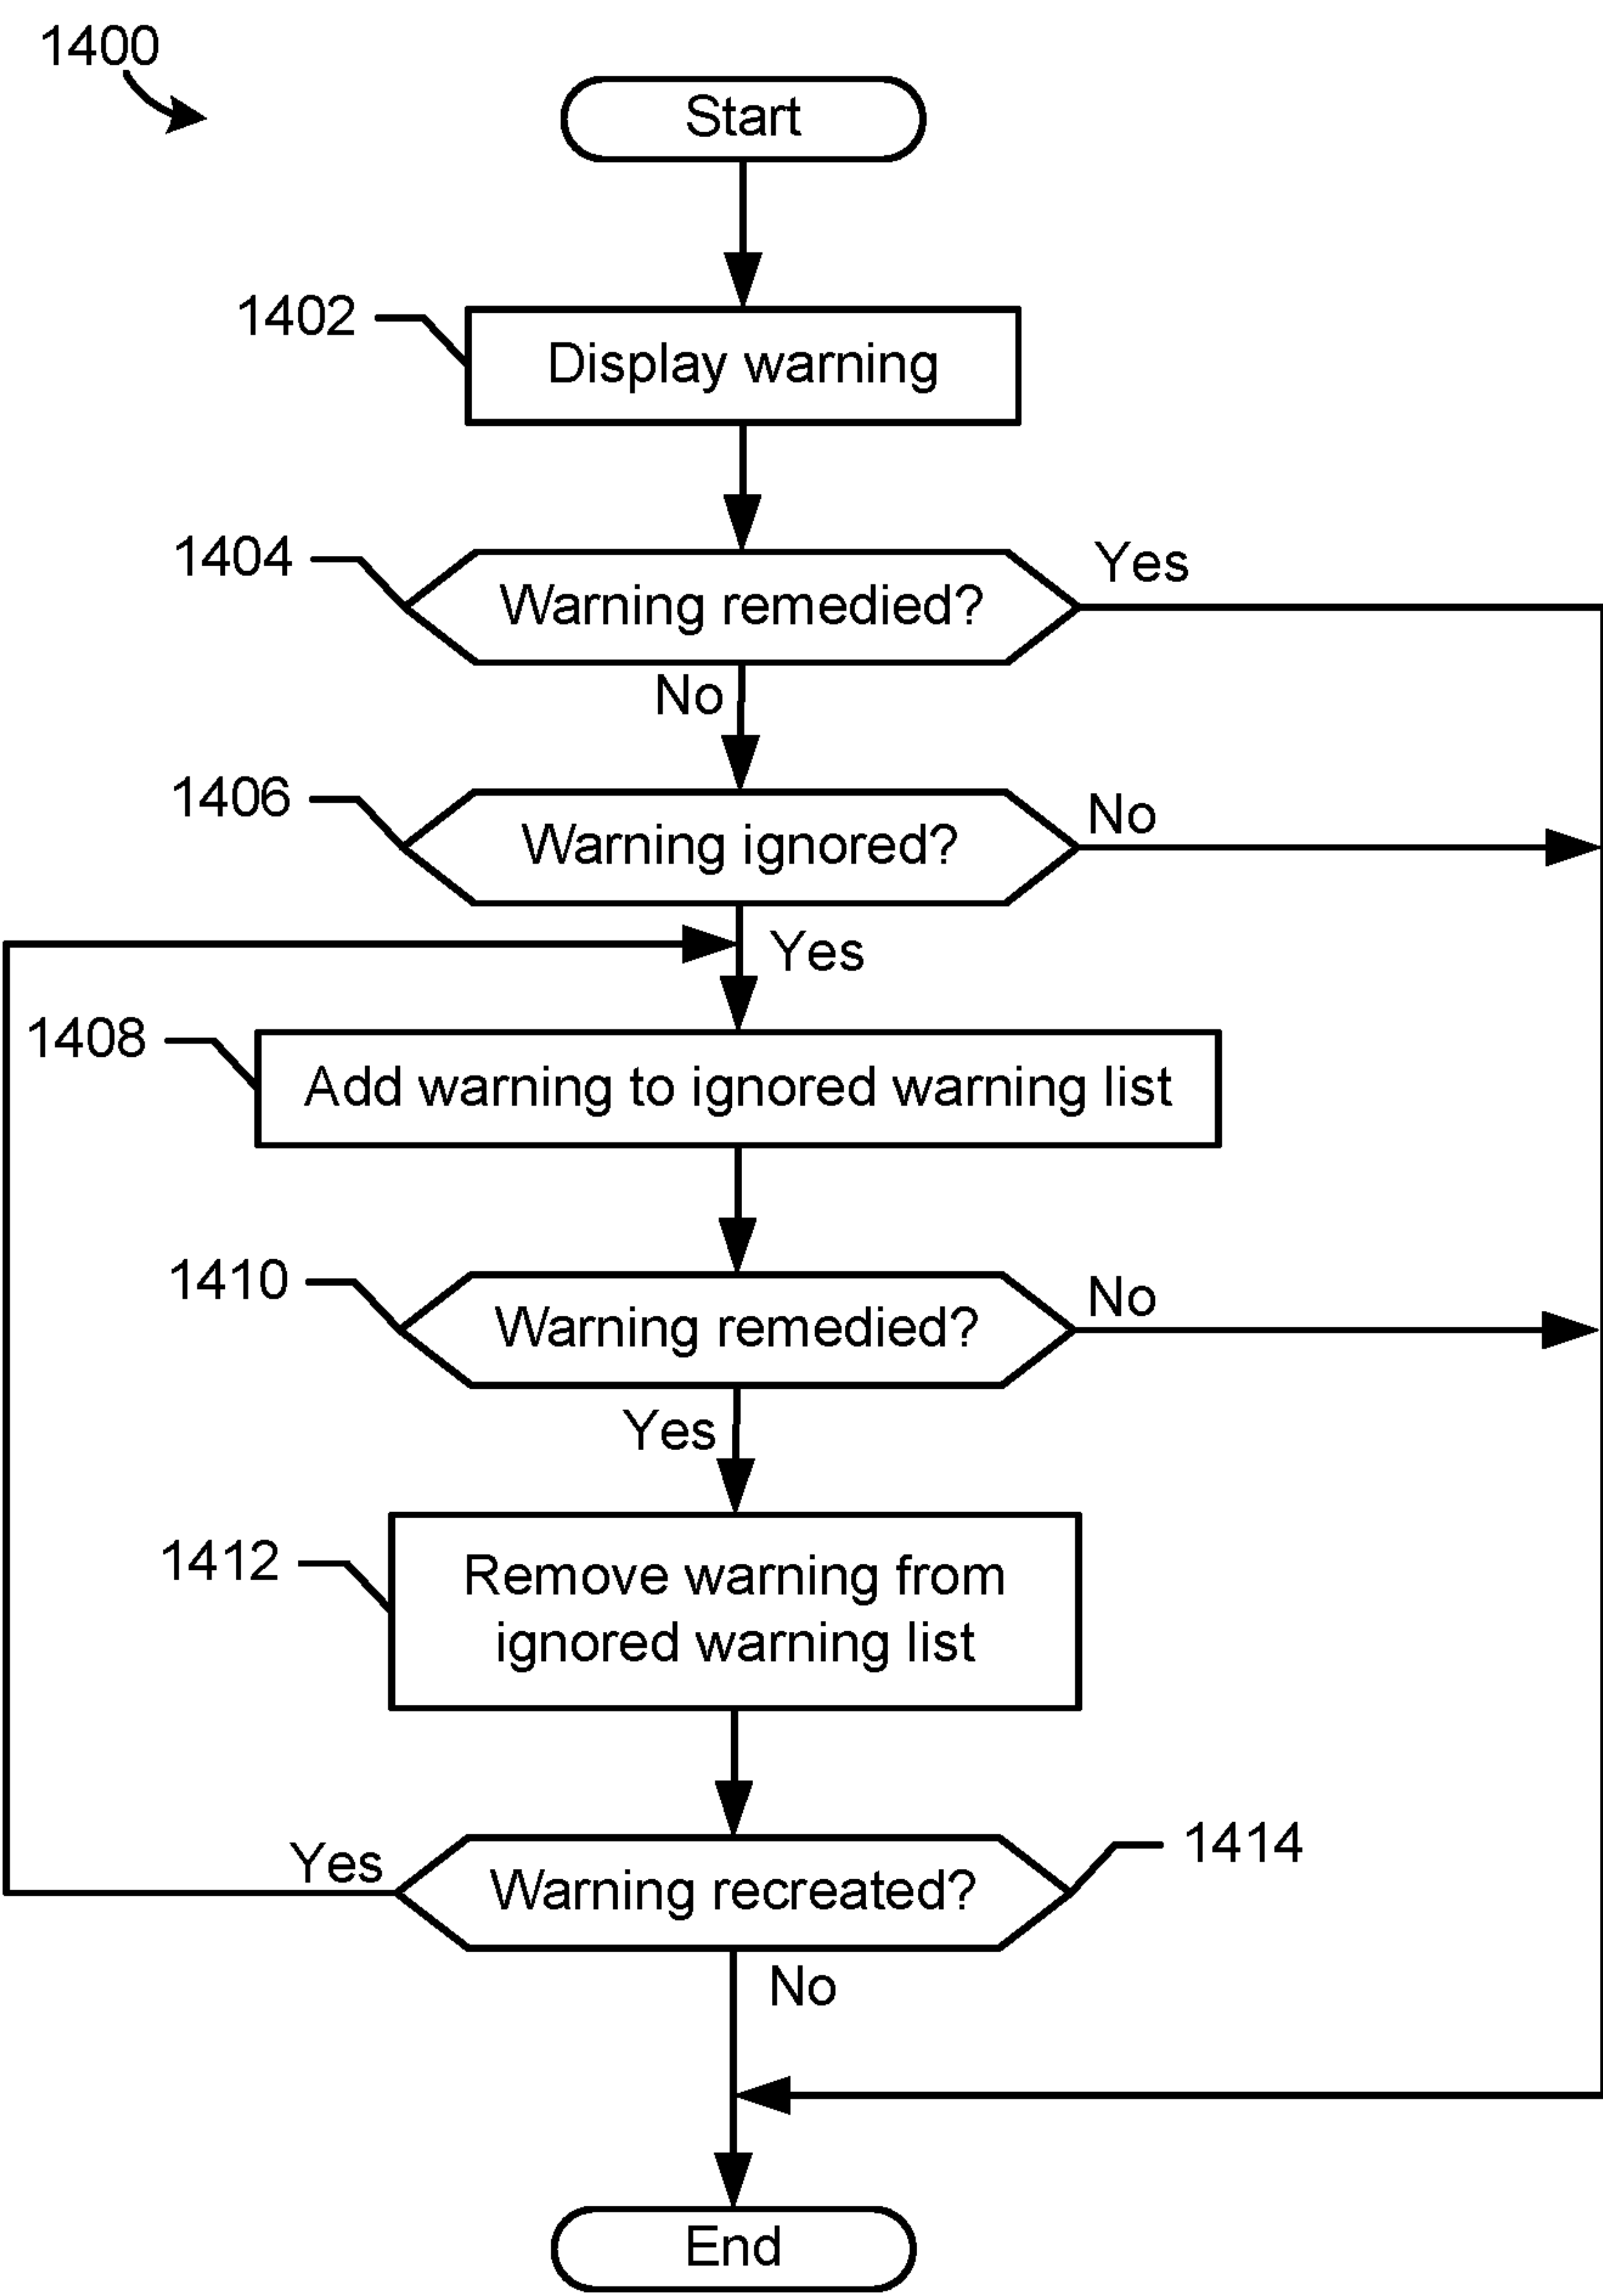 1400
Start
1402
Display warning
1404
Warning remedied?
Yes
No
1406
Warning ignored?
No
Yes
1408
Add warning to ignored warning list
1410
Warning remedied?
No
Yes
1412
Remove warning from
ignored warning list
Yes
Warning recreated?
1414
No
End